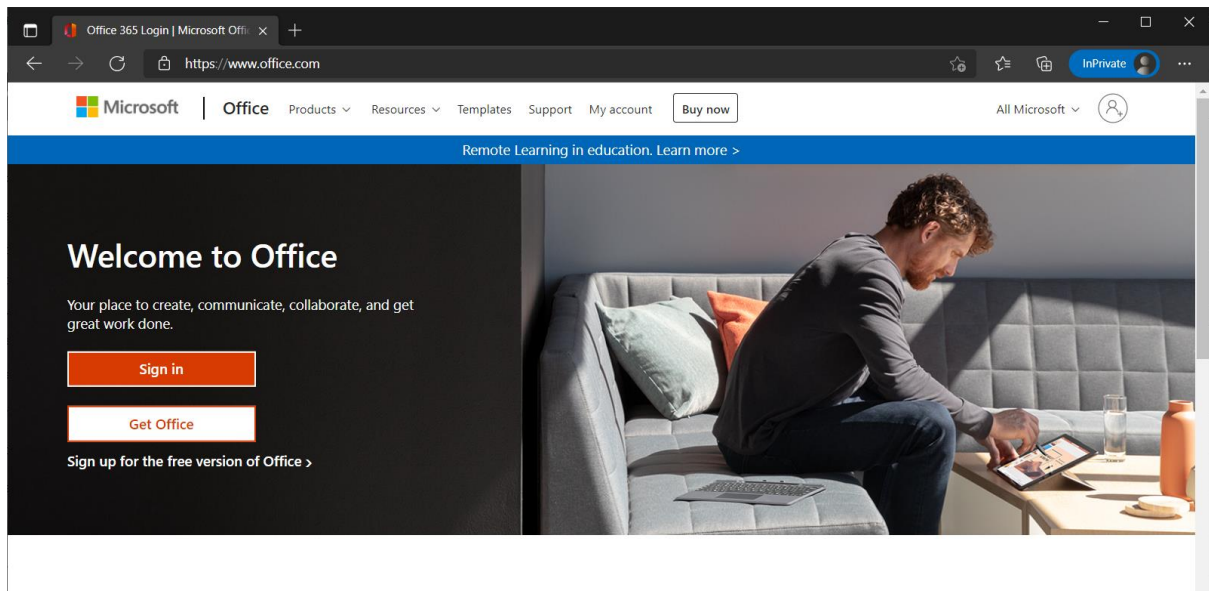 Office 365 Login | Microsoft Offic
https://www.office.com
InPrivate
Microsoft Office Products Resources Templates Support My account Buy now All Microsoft
Remote Learning in education. Learn more >
Welcome to Office
Your place to create, communicate, collaborate, and get
great work done.
Sign in
Get Office
Sign up for the free version of Office >